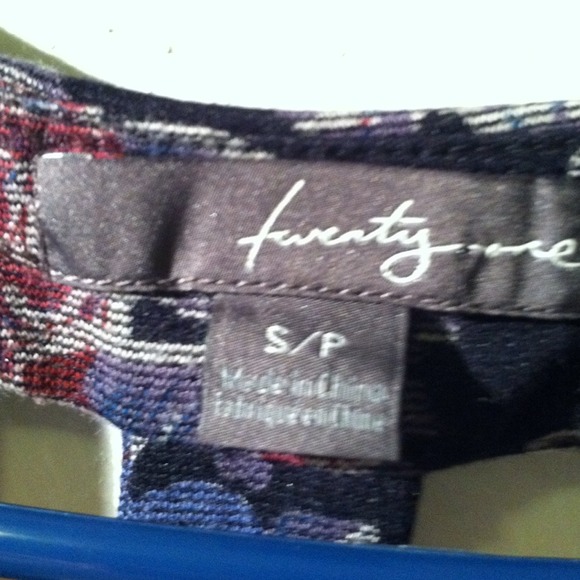 twenty one
S/P
Made in China
Fabriqué en Chine